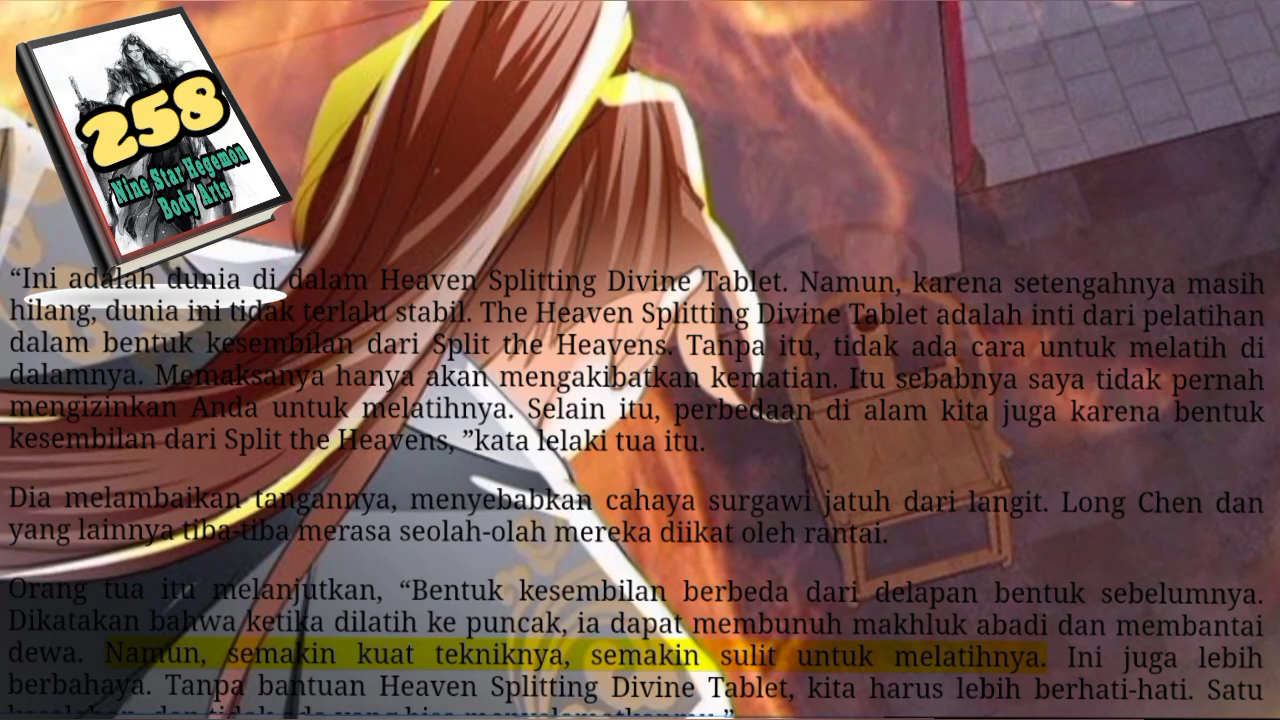 258
Nine Star Hegemon
Body Arts
“Ini adalah dunia di dalam Heaven Splitting Divine Tablet. Namun, karena setengahnya masih
hilang, dunia ini tidak terlalu stabil. The Heaven Splitting Divine Tablet adalah inti dari pelatihan
dalam bentuk kesembilan dari Split the Heavens. Tanpa itu, tidak ada cara untuk melatih di
dalamnya. Memaksanya hanya akan mengakibatkan kematian. Itu sebabnya saya tidak pernah
mengizinkan Anda untuk melatihnya. Selain itu, perbedaan di alam kita juga karena bentuk
kesembilan dari Split the Heavens, ”kata lelaki tua itu.
Dia melambaikan tangannya, menyebabkan cahaya surgawi jatuh dari langit. Long Chen dan
yang lainnya tiba-tiba merasa seolah-olah mereka diikat oleh rantai.
Orang tua itu melanjutkan, “Bentuk kesembilan berbeda dari delapan bentuk sebelumnya.
Dikatakan bahwa ketika dilatih ke puncak, ia dapat membunuh makhluk abadi dan membantai
dewa. Namun, semakin kuat tekniknya, semakin sulit untuk melatihnya. Ini juga lebih
berbahaya. Tanpa bantuan Heaven Splitting Divine Tablet, kita harus lebih berhati-hati. Satu